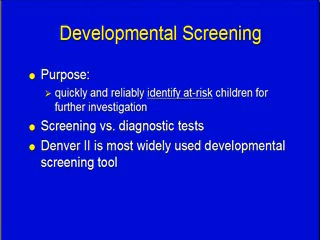 Developmental Screening
Purpose:
quickly and reliably identify at-risk children for
further investigation
Screening vs. diagnostic tests
Denver II is most widely used developmental
screening tool